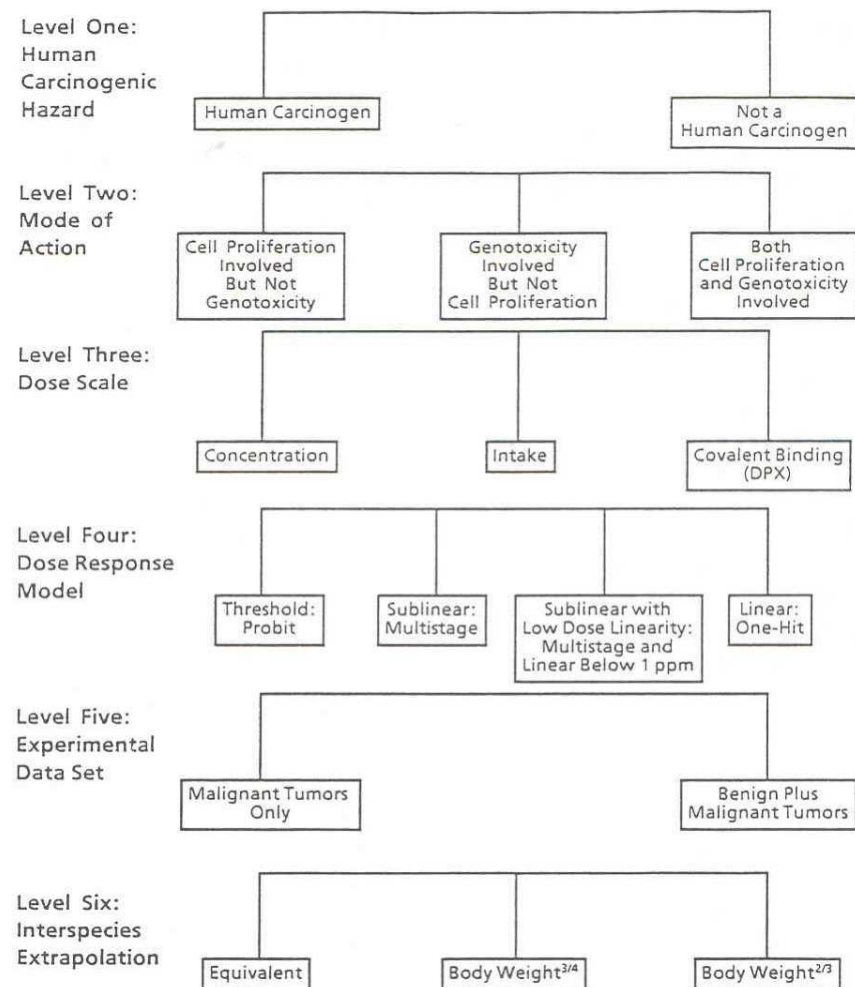 Level One:
Human
Carcinogenic
Hazard
Human Carcinogen
Not a
Human Carcinogen
Level Two:
Mode of
Action
Cell Proliferation
Involved
But Not
Genotoxicity
Genotoxicity
Involved
But Not
Cell Proliferation
Both
Cell Proliferation
and Genotoxicity
Involved
Level Three:
Dose Scale
Concentration
Intake
Covalent Binding
(DPX)
Level Four:
Dose Response
Model
Threshold:
Probit
Sublinear:
Multistage
Sublinear with
Low Dose Linearity:
Multistage and
Linear Below 1 ppm
Linear:
One-Hit
Level Five:
Experimental
Data Set
Malignant Tumors
Only
Benign Plus
Malignant Tumors
Level Six:
Interspecies
Extrapolation
Equivalent
Body Weight^3/4
Body Weight^2/3